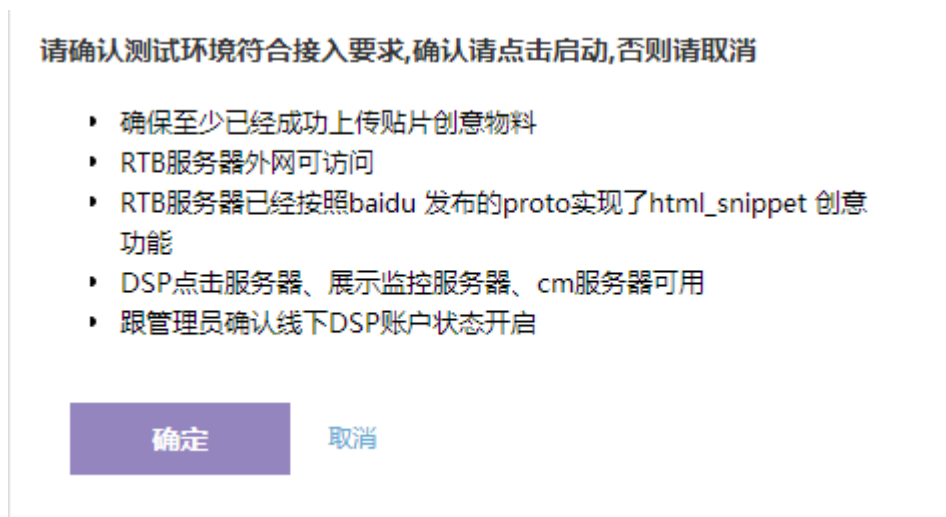 请确认测试环境符合接入要求,确认请点击启动,否则请取消
确保至少已经成功上传贴片创意物料
RTB服务器外网可访问
RTB服务器已经按照baidu 发布的proto实现了html_snippet 创意
功能
DSP点击服务器、展示监控服务器、cm服务器可用
跟管理员确认线下DSP账户状态开启
确定 取消